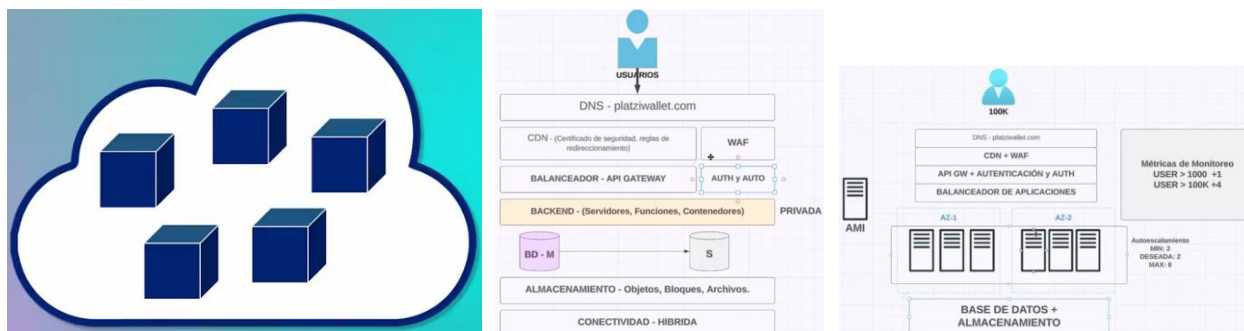 USUARIOS
DNS - platziwallet.com
CDN - (Certificado de seguridad, reglas de
redireccionamiento)
WAF
BALANCEADOR - API GATEWAY
AUTH y AUTO
BACKEND - (Servidores, Funciones, Contenedores)
PRIVADA
BD - M
S
ALMACENAMIENTO - Objetos, Bloques, Archivos.
CONECTIVIDAD - HIBRIDA
100K
DNS - platziwallet.com
CDN + WAF
API GW + AUTENTICACIÓN y AUTH
BALANCEADOR DE APLICACIONES
Métricas de Monitoreo
USER > 1000 +1
USER > 100K +4
AMI
AZ-1
AZ-2
Autoescalamiento
MIN: 2
DESEADA: 2
MAX: 8
BASE DE DATOS +
ALMACENAMIENTO